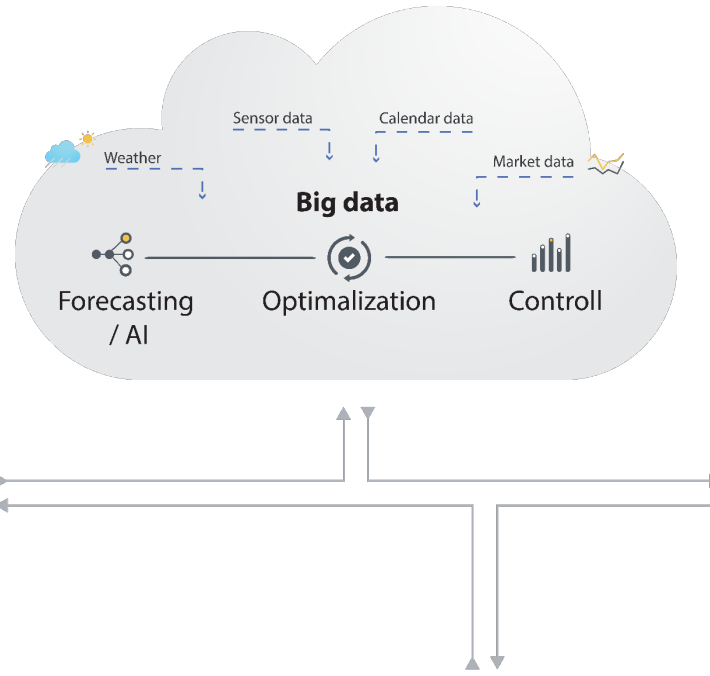 Sensor data
Calendar data
Weather
Market data
Big data
Forecasting
/ AI
Optimalization
Controll